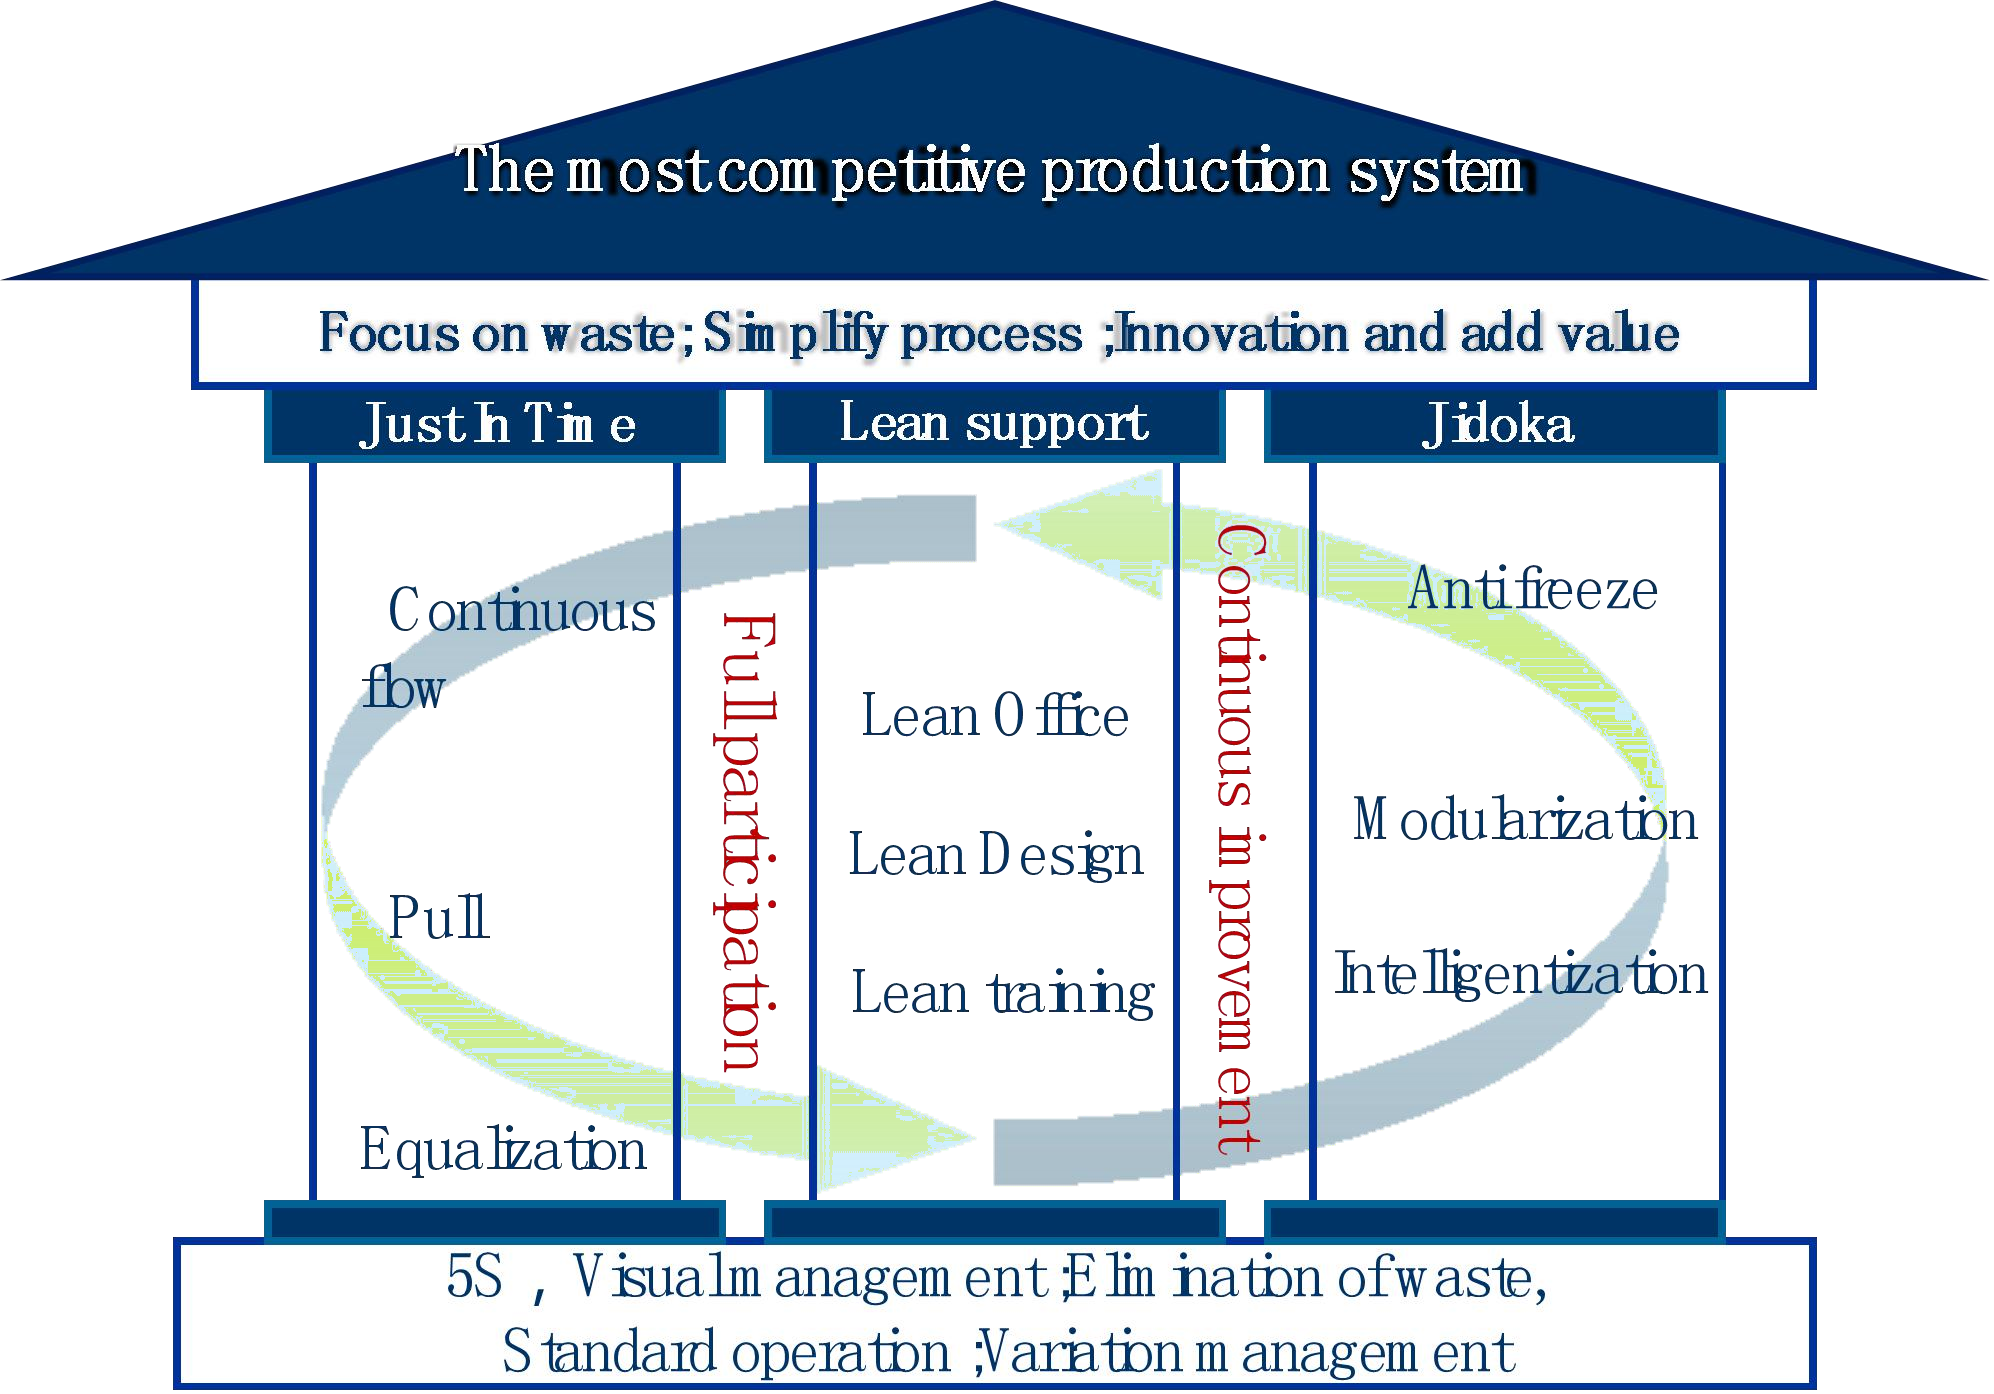 The most competitive production system
Focus on waste; Simplify process ;Innovation and add value
Just In Time
Lean support
Jidoka
Continuous
flow
Pull
Equalization
Full participation
Lean Office
Lean Design
Lean training
Continuous improvement
Antifreeze
Modularization
Intelligentization
5S , Visual management ;Elimination of waste,
Standard operation ;Variation management